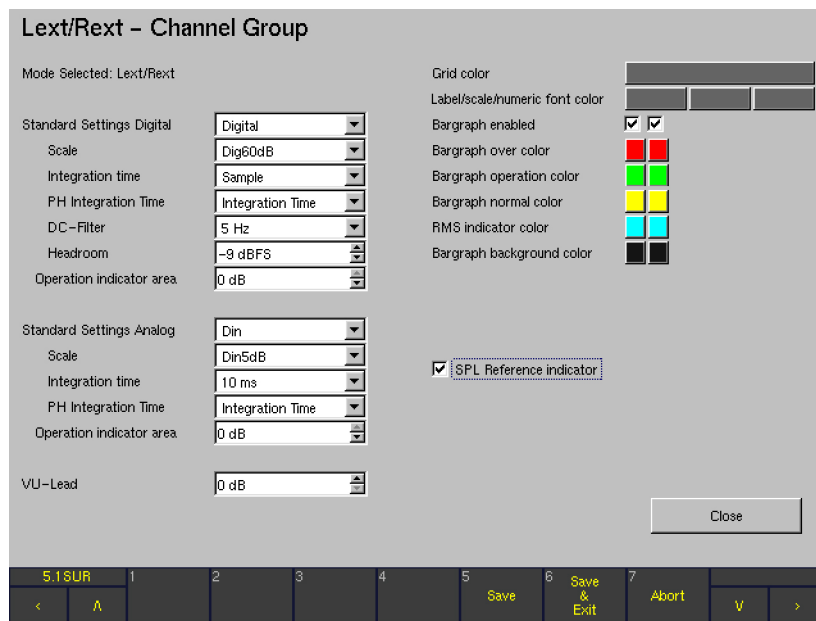 Lext/Rext – Channel Group
Mode Selected: Lext/Rext
Standard Settings Digital Digital
Scale Dig60dB
Integration time Sample
PH Integration Time Integration Time
DC-Filter 5 Hz
Headroom -9 dBFS
Operation indicator area 0 dB
Standard Settings Analog Din
Scale Din5dB
Integration time 10 ms
PH Integration Time Integration Time
Operation indicator area 0 dB
VU-Lead 0 dB
Grid color
Label/scale/numeric font color
Bargraph enabled
Bargraph over color
Bargraph operation color
Bargraph normal color
RMS indicator color
Bargraph background color
SPL Reference indicator
Close
5.1SUR 1 2 3 4 5 6 7
< Λ Save Save & Exit Abort V >